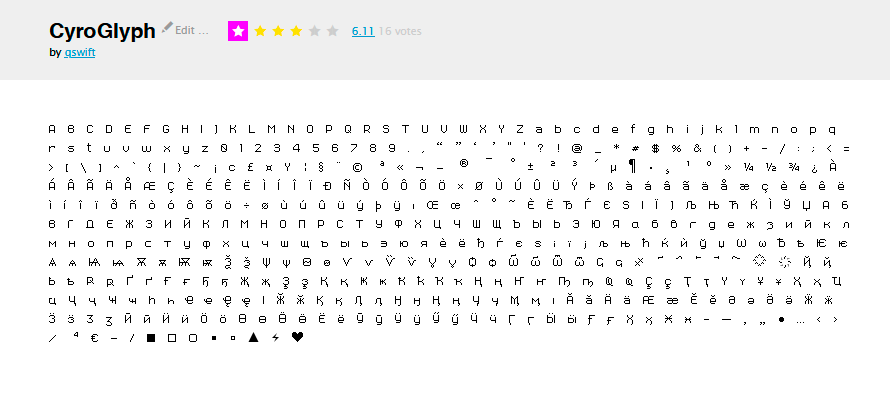 CyroGlyph Edit ... 6.11 16 votes
by qswift
A B C D E F G H I J K L M N O P Q R S T U V W X Y Z a b c d e f g h i j k l m n o p q
r s t u v w x y z 0 1 2 3 4 5 6 7 8 9 . , “ ” ‘ ’ " ' ? ! @ _ * # $ % & ( ) + - / : ; < =
> [ \ ] ^ ` { | } ~ ¡ ¢ £ ¤ ¥ ¦ § ¨ © ª « ¬ - ® ¯ ° ± ² ³ ´ µ ¶ · ¸ ¹ º » ¼ ½ ¾ ¿ À
Á Â Ã Ä Å Æ Ç È É Ê Ë Ì Í Î Ï Ð Ñ Ò Ó Ô Õ Ö × Ø Ù Ú Û Ü Ý Þ ß à á â ã ä å æ ç è é ê ë
ì í î ï ð ñ ò ó ô õ ö ÷ ø ù ú û ü ý þ ÿ ı Œ œ ˆ ˚ ˜ Ѐ Ё Ђ Ѓ Є Ѕ І Ї Ј Љ Њ Ћ Ќ Ѝ Ў Џ А Б
В Г Д Е Ж З И Й К Л М Н О П Р С Т У Ф Х Ц Ч Ш Щ Ъ Ы Ь Э Ю Я а б в г д е ж з и й к л
м н о п р с т у ф х ц ч ш щ ъ ы ь э ю я ѐ ё ђ ѓ є ѕ і ї ј љ њ ћ ќ ѝ ў џ Ѡ ѡ Ѣ ѣ Ѥ ѥ
Ѧ ѧ Ѩ ѩ Ѫ ѫ Ѭ ѭ Ѯ ѯ Ѱ ѱ Ѳ ѳ Ѵ ѵ Ѷ ѷ Ѹ ѹ Ѻ ѻ Ѽ ѽ Ѿ ѿ Ҁ ҁ ҂ Ҋ ҋ
Ҍ ҍ Ҏ ҏ Ґ ґ Ғ ғ Ҕ ҕ Җ җ Ҙ ҙ Қ қ Ҝ ҝ Ҟ ҟ Ҡ ҡ Ң ң Ҥ ҥ Ҧ ҧ Ҩ ҩ Ҫ ҫ Ҭ ҭ Ү ү Ұ ұ Ҳ ҳ Ҵ
ҵ Ҷ ҷ Ҹ ҹ Һ һ Ҽ ҽ Ҿ ҿ Ӏ Ӂ ӂ Ӄ ӄ Ӆ ӆ Ӈ ӈ Ӊ ӊ Ӌ ӌ Ӎ ӎ ӏ Ӑ ӑ Ӓ ӓ Ӕ ӕ Ӗ ӗ Ә ә Ӛ ӛ Ӝ ӝ
Ӟ ӟ Ӡ ӡ Ӣ ӣ Ӥ ӥ Ӧ ӧ Ө ө Ӫ ӫ Ӭ ӭ Ӯ ӯ Ӱ ӱ Ӳ ӳ Ӵ ӵ Ӷ ӷ Ӹ ӹ Ӻ ӻ Ӽ ӽ Ӿ ӿ – — ‚ „ • … ‹ ›
⁄ ⁴ € − ∕ ■ □ ▢ ▪ ▫ ▲ ⚡ ♥